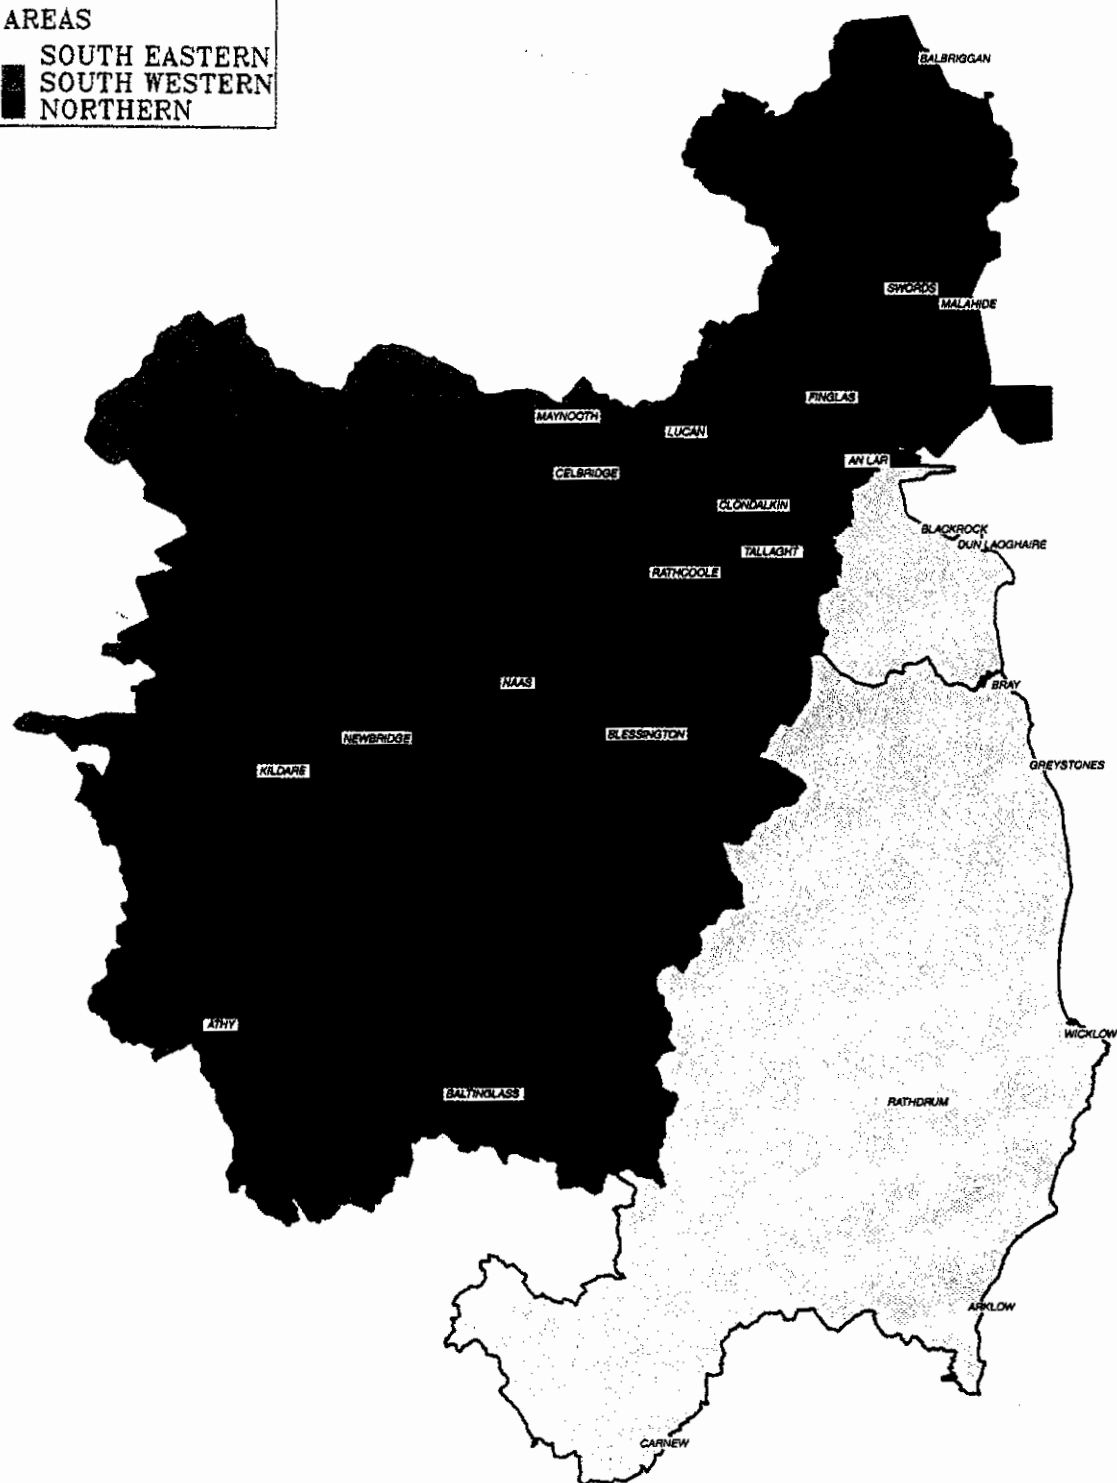 AREAS
SOUTH EASTERN
SOUTH WESTERN
NORTHERN
BALBRIGGAN
SWORDS
MALAHIDE
FINGLAS
MAYNOOTH
LUCAN
AN LAR
CELBRIDGE
CLONDALKIN
BLACKROCK
DUN LAOGHAIRE
TALLAGHT
RATHCOOLE
NAAS
BRAY
NEWBRIDGE
BLESSINGTON
GREYSTONES
KILDARE
ATHY
WICKLOW
BALTINGLASS
RATHDRUM
ARKLOW
CARNEW